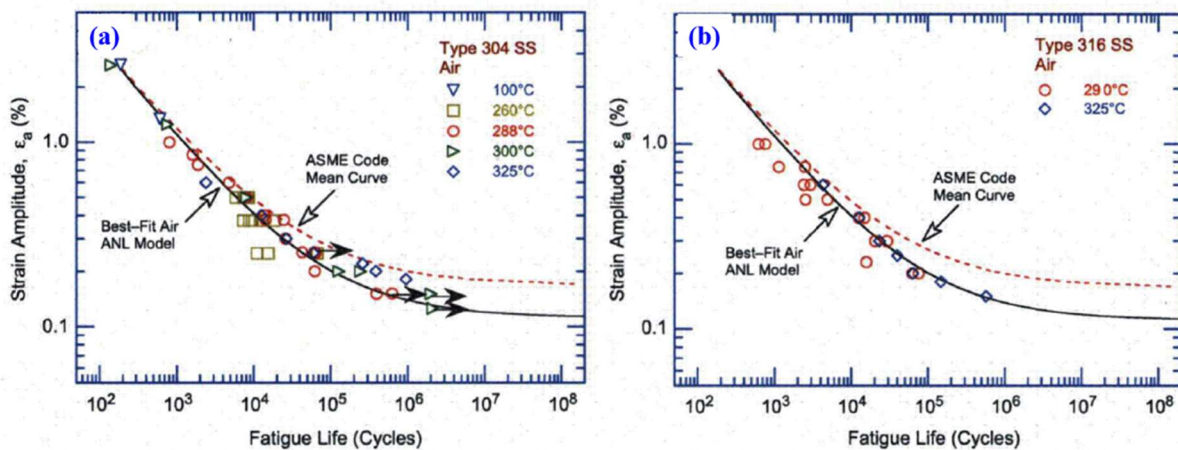 (a)
Type 304 SS
Air
100°C
260°C
288°C
300°C
325°C
ASME Code
Mean Curve
Best–Fit Air
ANL Model
1.0
0.1
Strain Amplitude, εa (%)
10² 10³ 10⁴ 10⁵ 10⁶ 10⁷ 10⁸
Fatigue Life (Cycles)
(b)
Type 316 SS
Air
290°C
325°C
ASME Code
Mean Curve
Best–Fit Air
ANL Model
1.0
0.1
Strain Amplitude, εa (%)
10² 10³ 10⁴ 10⁵ 10⁶ 10⁷ 10⁸
Fatigue Life (Cycles)